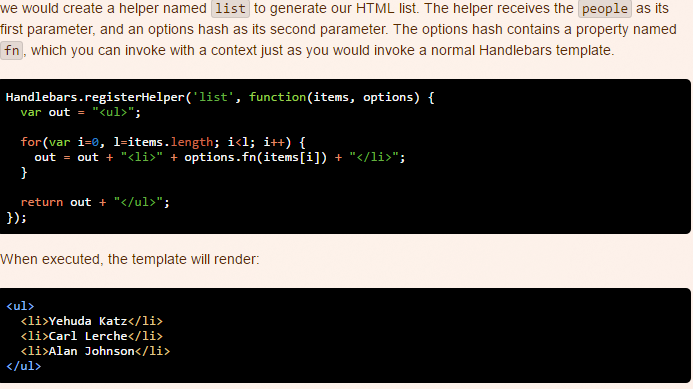 we would create a helper named list to generate our HTML list. The helper receives the people as its
first parameter, and an options hash as its second parameter. The options hash contains a property named
fn, which you can invoke with a context just as you would invoke a normal Handlebars template.
Handlebars.registerHelper('list', function(items, options) {
  var out = "<ul>";
  for(var i=0, l=items.length; i<l; i++) {
    out = out + "<li>" + options.fn(items[i]) + "</li>";
  }
  return out + "</ul>";
});
When executed, the template will render:
<ul>
  <li>Yehuda Katz</li>
  <li>Carl Lerche</li>
  <li>Alan Johnson</li>
</ul>